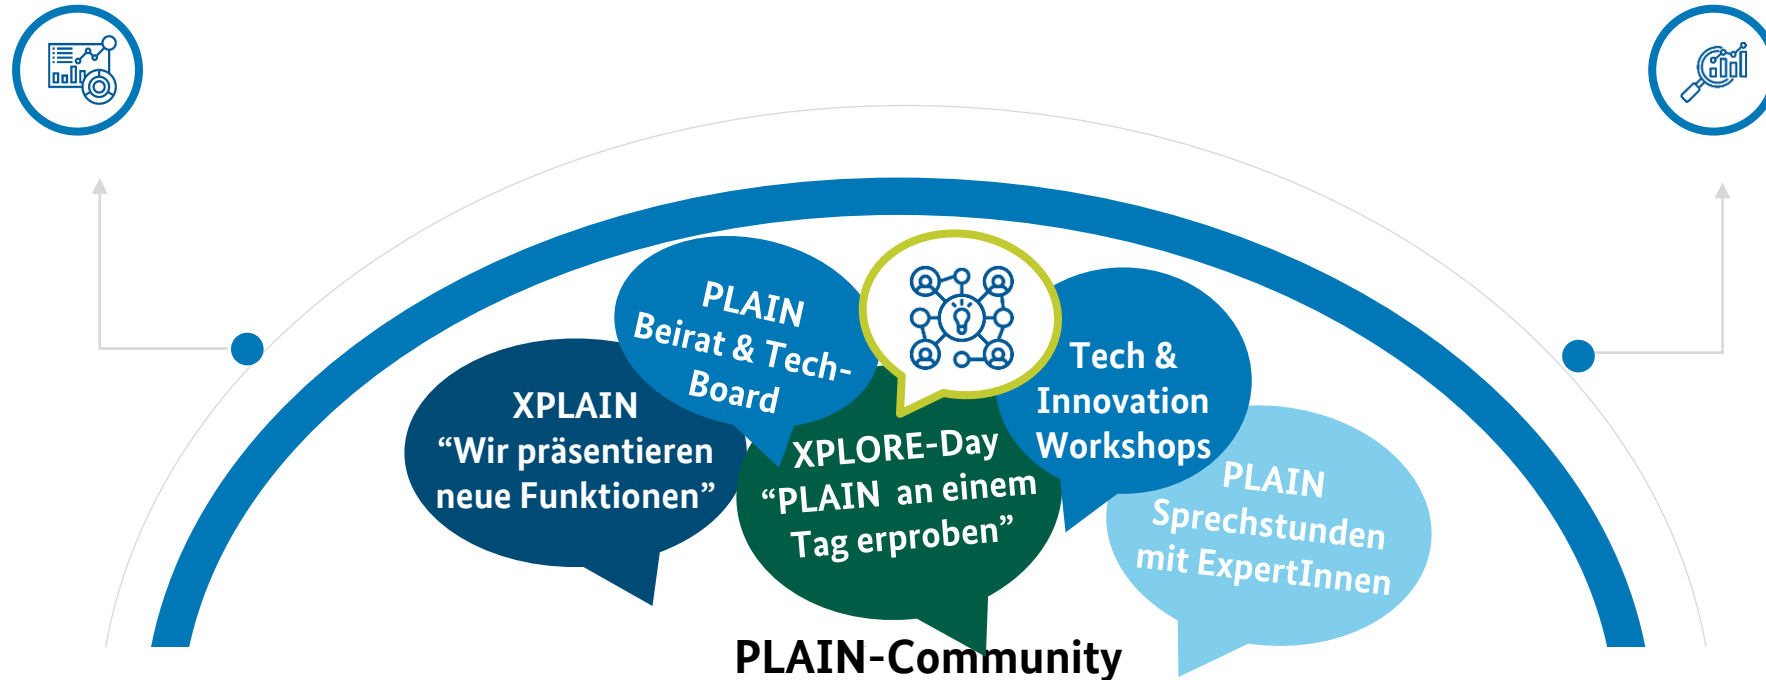 XPLAIN
“Wir präsentieren
neue Funktionen”
PLAIN
Beirat & Tech-
Board
XPLORE-Day
“PLAIN an einem
Tag erproben”
Tech &
Innovation
Workshops
PLAIN
Sprechstunden
mit ExpertInnen
PLAIN-Community